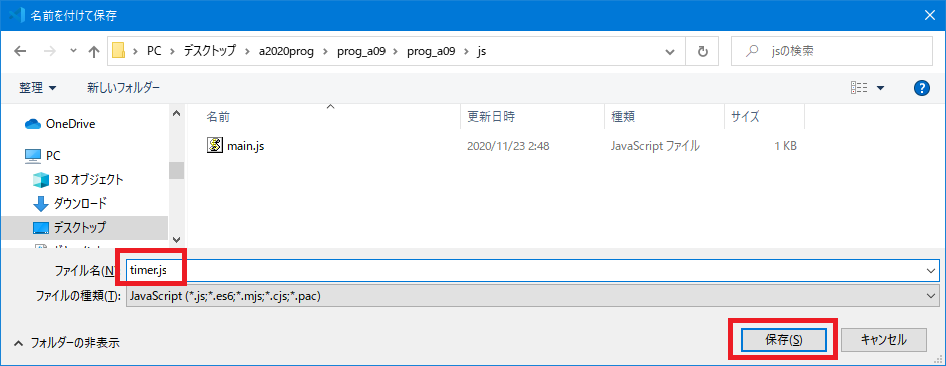 名前を付けて保存
PC > デスクトップ > a2020prog > prog_a09 > prog_a09 > js
jsの検索
整理
新しいフォルダー
名前 更新日時 種類 サイズ
OneDrive
main.js 2020/11/23 2:48 JavaScript ファイル 1 KB
PC
3D オブジェクト
ダウンロード
デスクトップ
ファイル名(N) timer.js
ファイルの種類(T): JavaScript (*.js;*.es6;*.mjs;*.cjs;*.pac)
フォルダーの非表示
保存(S)
キャンセル